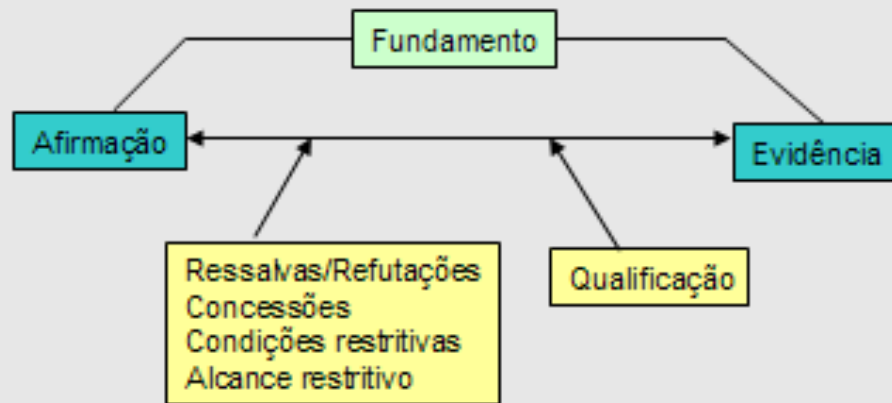 Fundamento
Afirmação
Evidência
Ressalvas/Refutações
Concessões
Condições restritivas
Alcance restritivo
Qualificação